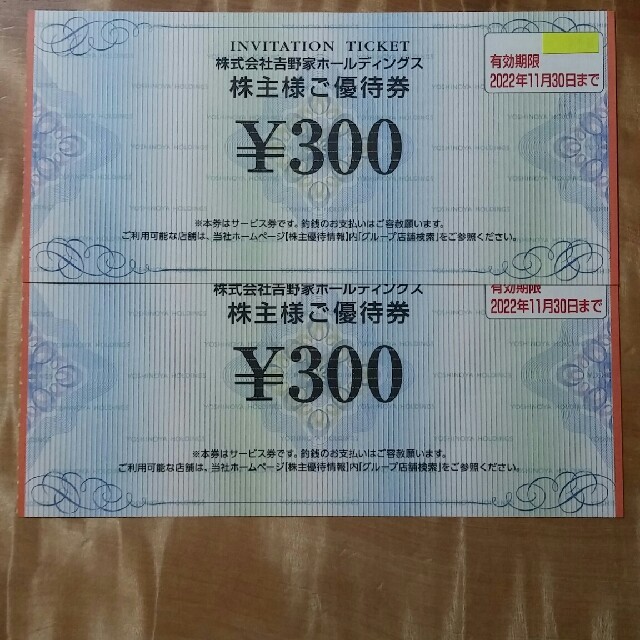 INVITATION TICKET
株式会社吉野家ホールディングス
株主様ご優待券
有効期限
2022年11月30日まで
¥300
※本券はサービス券です。釣銭のお支払いはご容赦願います。
ご利用可能な店舗は、当社ホームページ【株主優待情報】内「グループ店舗検索」をご参照ください。
株式会社吉野家ホールディングス
株主様ご優待券
有効期限
2022年11月30日まで
¥300
※本券はサービス券です。釣銭のお支払いはご容赦願います。
ご利用可能な店舗は、当社ホームページ【株主優待情報】内「グループ店舗検索」をご参照ください。
YOSHINOYA HOLDINGS